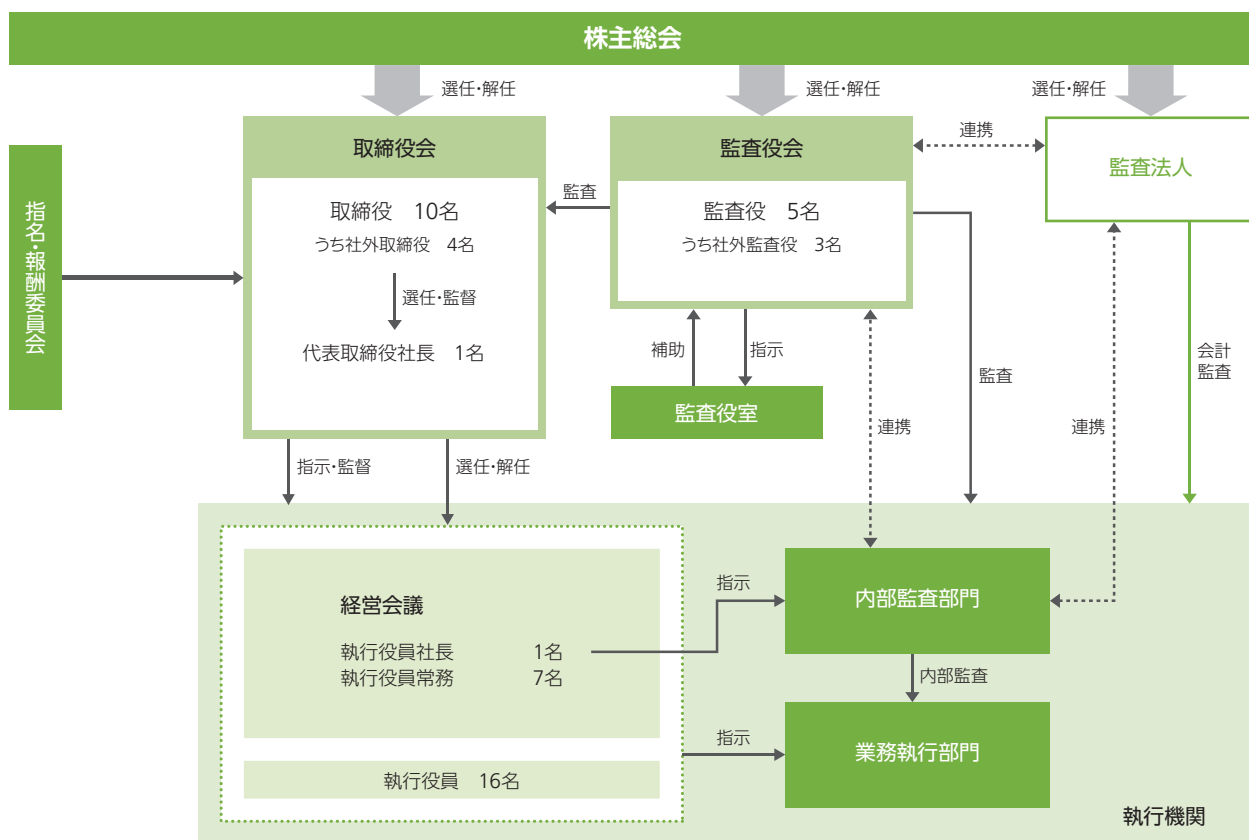 株主総会
選任・解任
選任・解任
選任・解任
指名・報酬委員会
取締役会
取締役 10名
うち社外取締役 4名
選任・監督
代表取締役社長 1名
監査
監査役会
監査役 5名
うち社外監査役 3名
連携
監査法人
補助
指示
監査役室
連携
監査
連携
会計
監査
指示・監督
選任・解任
経営会議
執行役員社長 1名
執行役員常務 7名
執行役員 16名
指示
内部監査部門
内部監査
指示
業務執行部門
執行機関